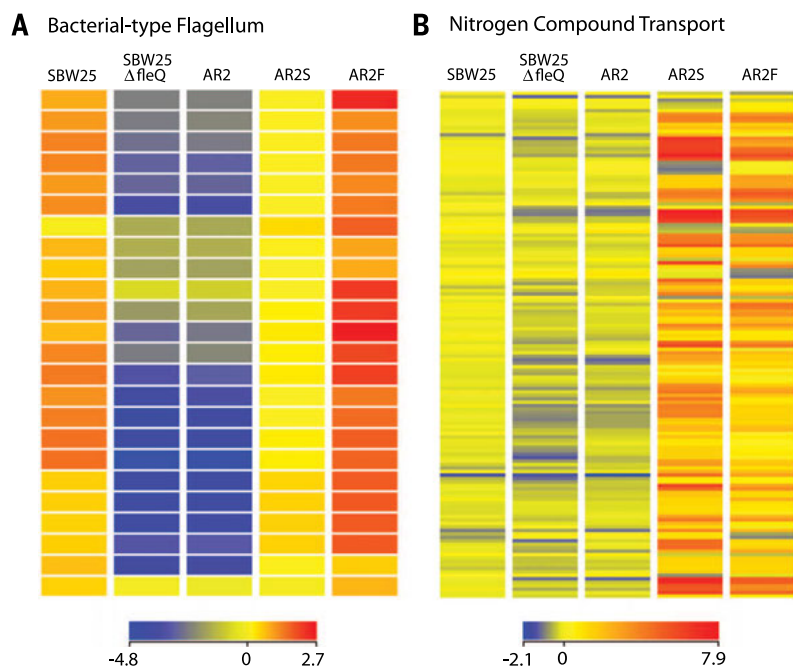 A Bacterial-type Flagellum
SBW25
SBW25
ΔfleQ
AR2
AR2S
AR2F
-4.8
0
2.7
B Nitrogen Compound Transport
SBW25
SBW25
ΔfleQ
AR2
AR2S
AR2F
-2.1
0
7.9